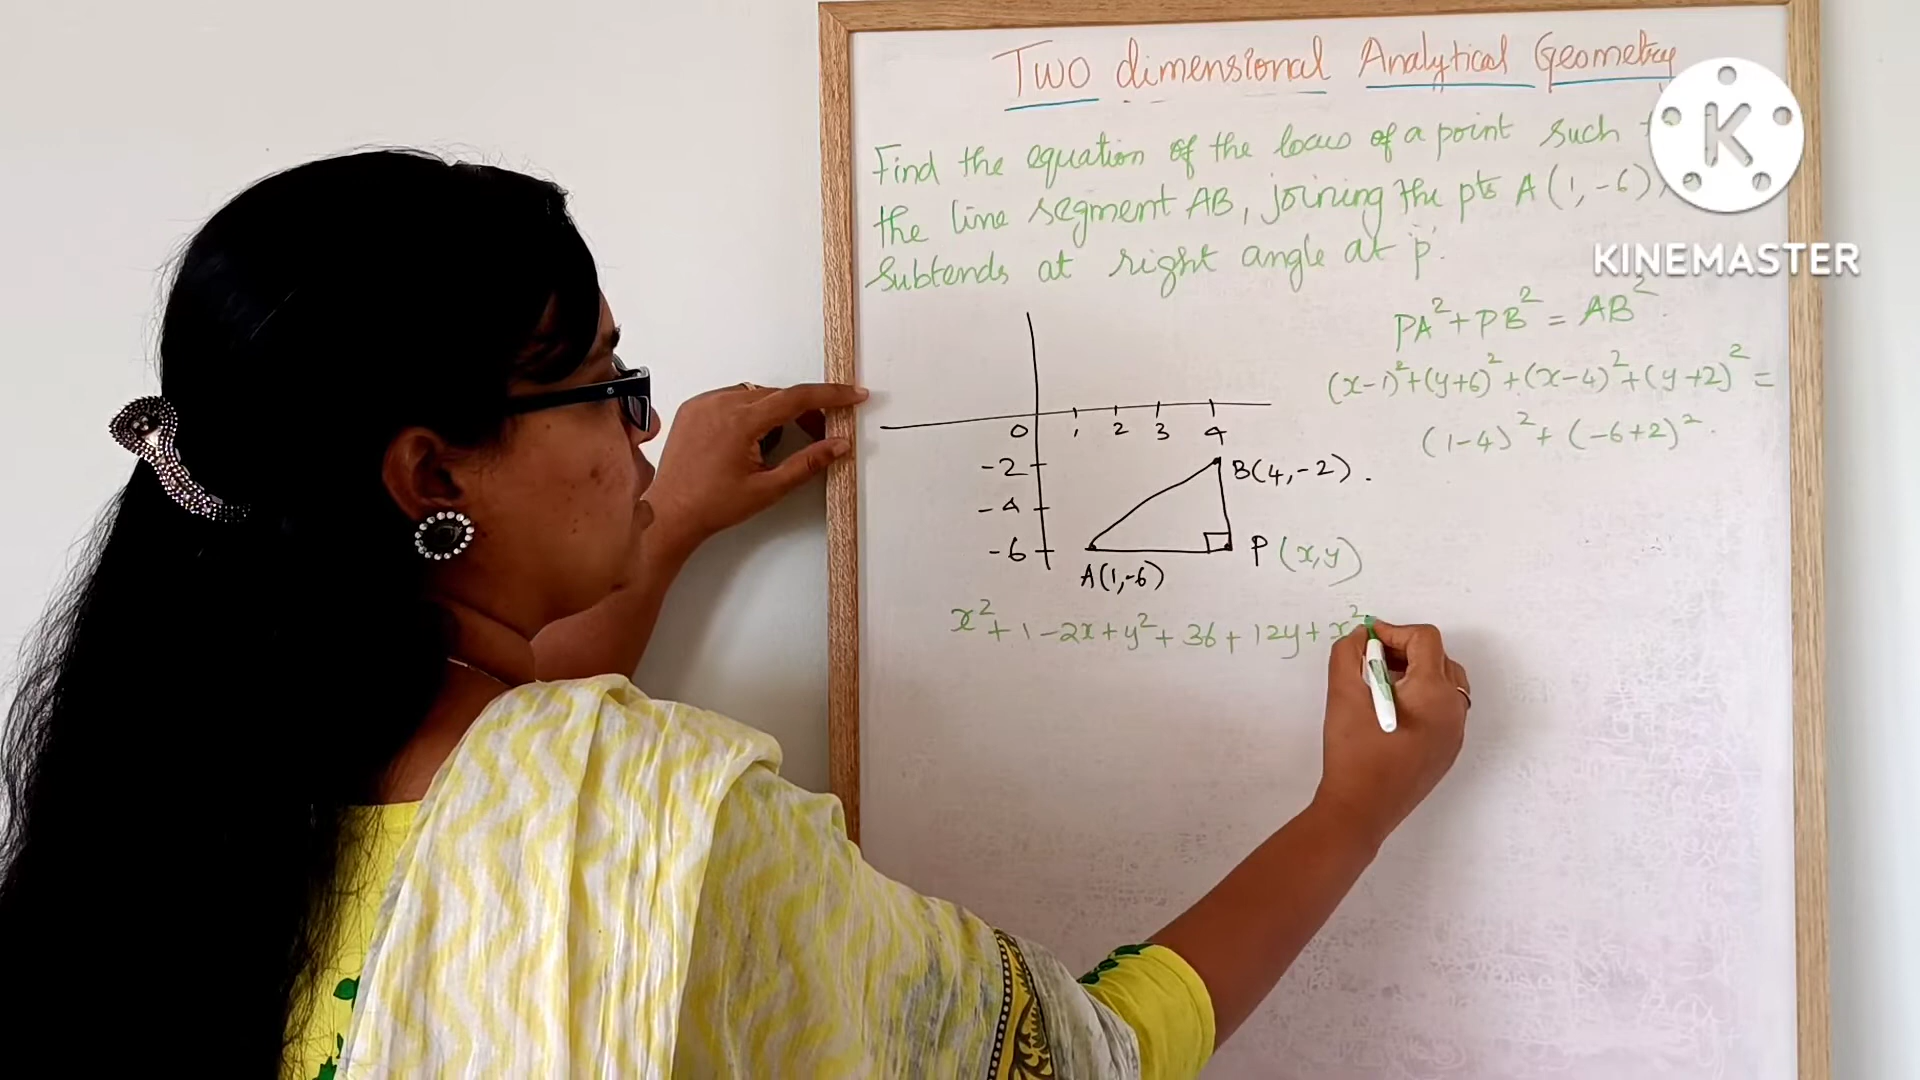 Two dimensional Analytical Geometry
Find the equation of the locus of a point such
the line segment AB, joining the pts A(1,-6)
Subtends at right angle at 'p'.
K
KINEMASTER
PA²+PB² = AB².
(x-1)²+(y+6)²+(x-4)²+(y+2)² =
(1-4)²+(-6+2)².
0 1 2 3 4
-2
B(4,-2).
-4
-6
P (x,y)
A(1,-6)
x²+1-2x+y²+36+12y+x²